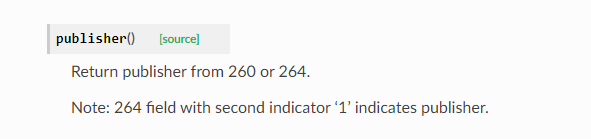 publisher() [source]
Return publisher from 260 or 264.
Note: 264 field with second indicator ‘1’ indicates publisher.